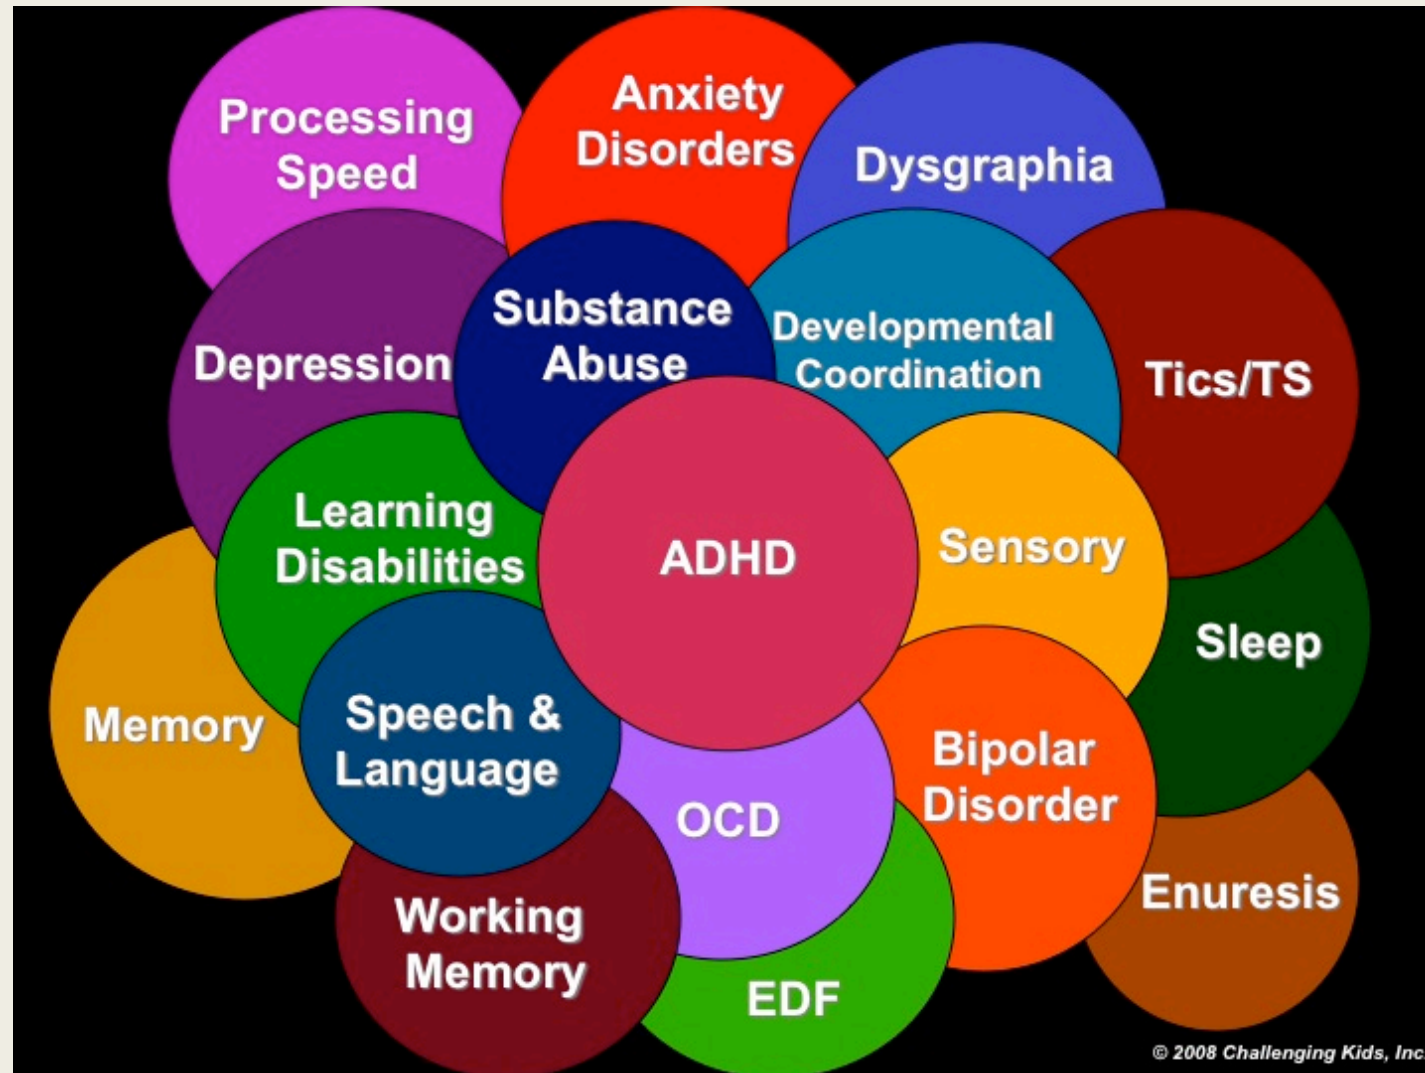 Processing
Speed
Anxiety
Disorders
Dysgraphia
Depression
Substance
Abuse
Developmental
Coordination
Tics/TS
Learning
Disabilities
ADHD
Sensory
Sleep
Memory
Speech &
Language
OCD
Bipolar
Disorder
Enuresis
Working
Memory
EDF
© 2008 Challenging Kids, Inc